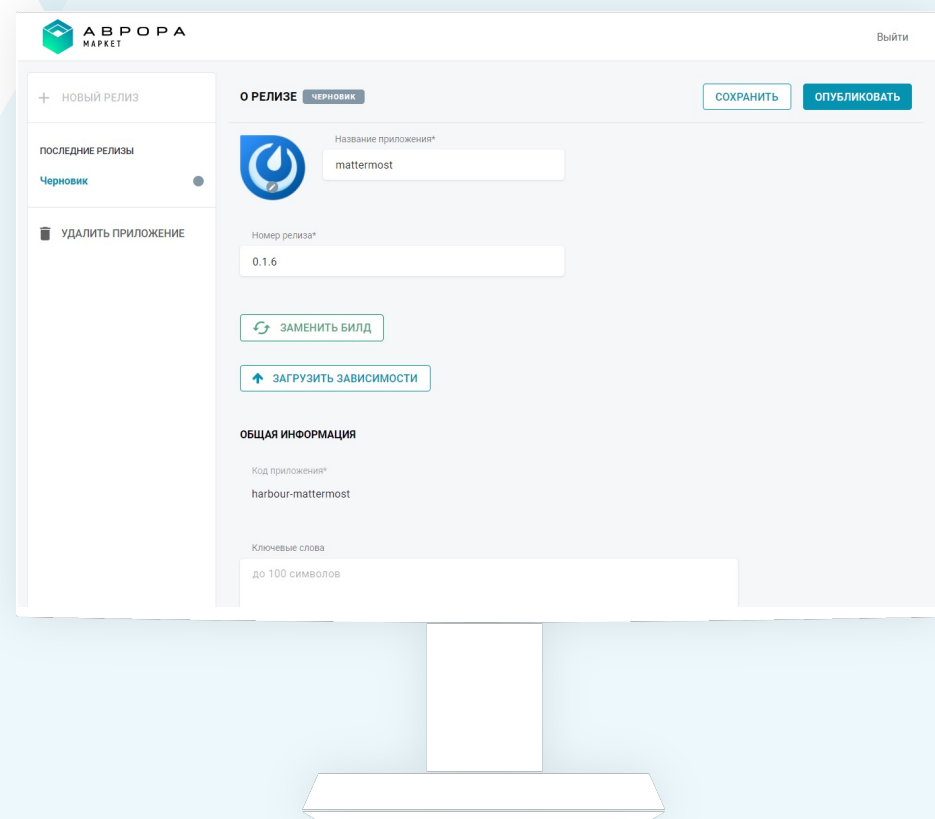 АВРОРА
МАРКЕТ
Выйти
НОВЫЙ РЕЛИЗ
ПОСЛЕДНИЕ РЕЛИЗЫ
Черновик
УДАЛИТЬ ПРИЛОЖЕНИЕ
О РЕЛИЗЕ ЧЕРНОВИК
СОХРАНИТЬ
ОПУБЛИКОВАТЬ
Название приложения*
mattermost
Номер релиза*
0.1.6
ЗАМЕНИТЬ БИЛД
ЗАГРУЗИТЬ ЗАВИСИМОСТИ
ОБЩАЯ ИНФОРМАЦИЯ
Код приложения*
harbour-mattermost
Ключевые слова
до 100 символов